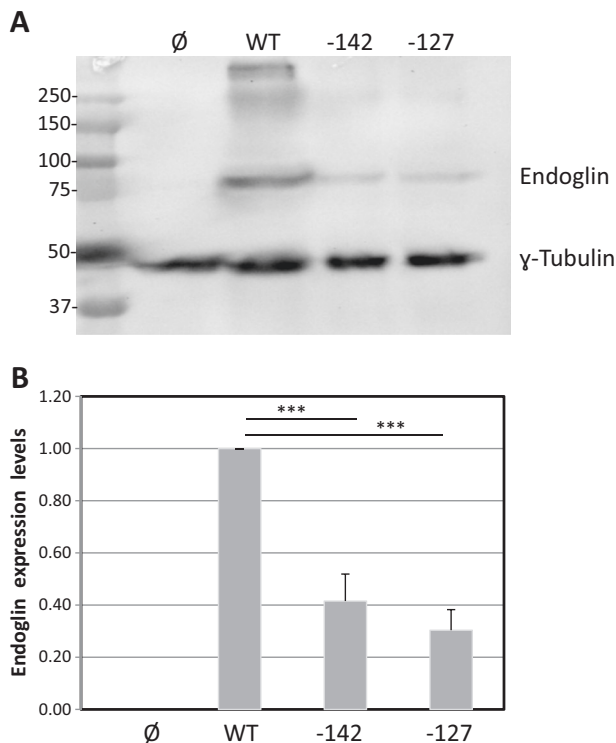 A
Ø WT -142 -127
250-
150-
100-
75-
Endoglin
50-
ɣ-Tubulin
37-
B
Endoglin expression levels
1.20
***
***
1.00
0.80
0.60
0.40
0.20
0.00
Ø WT -142 -127